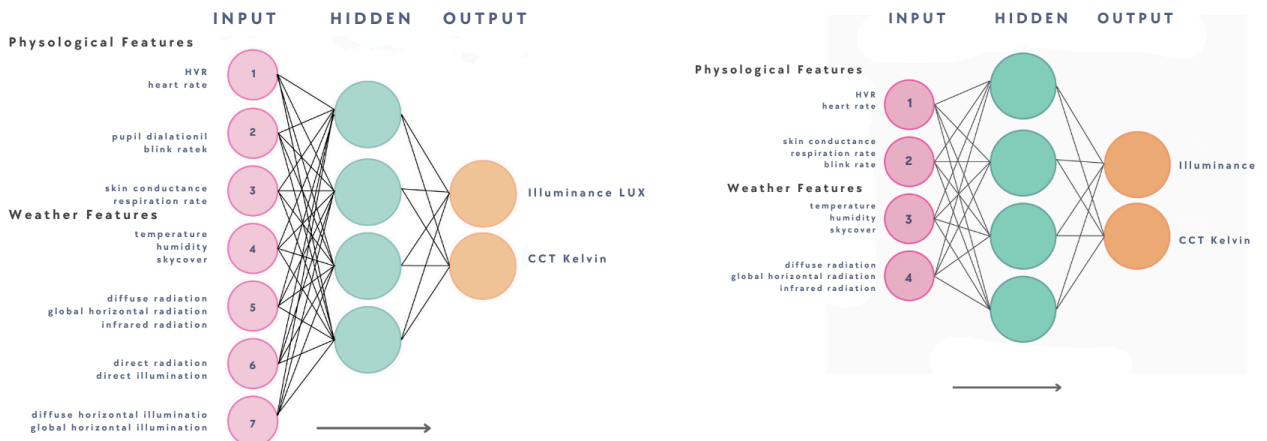 INPUT HIDDEN OUTPUT
Physological Features
HVR
heart rate
1
pupil dialationil
blink ratek
2
skin conductance
respiration rate
3
Weather Features
temperature
humidity
skycover
4
diffuse radiation
global horizontal radiation
infrared radiation
5
direct radiation
direct illumination
6
diffuse horizontal illuminatio
global horizontal illumination
7
Illuminance LUX
CCT Kelvin
INPUT HIDDEN OUTPUT
Physological Features
HVR
heart rate
1
skin conductance
respiration rate
blink rate
2
Weather Features
temperature
humidity
skycover
3
diffuse radiation
global horizontal radiation
infrared radiation
4
Illuminance
CCT Kelvin